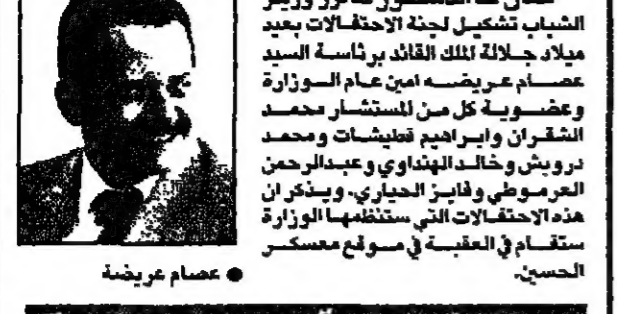 الشباب تشكيل لجنة الاحتفالات بعيد
ميلاد جلالة الملك القائد برئاسة السيد
عصام عريضه امين عام الوزارة
وعضوية كل من المستشار محمد
الشقران وابراهيم قطيشات ومحمد
درويش وخالد الهنداوي وعبدالرحمن
العرموطي وفايز الحياري، ويذكر ان
هذه الاحتفالات التي ستنظمها الوزارة
ستقام في العقبة في موقع معسكر
الحسين.
● عصام عريضة